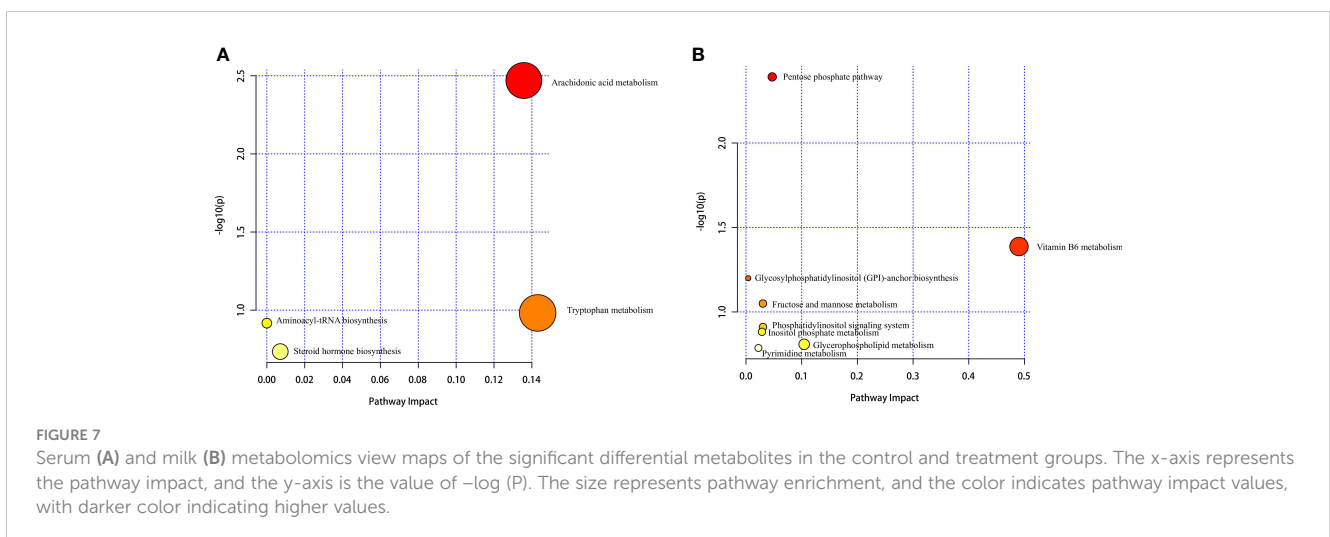 A
-log10(p)
2.5
2.0
1.5
1.0
Arachidonic acid metabolism
Tryptophan metabolism
Aminoacyl-tRNA biosynthesis
Steroid hormone biosynthesis
0.00 0.02 0.04 0.06 0.08 0.10 0.12 0.14
Pathway Impact
B
-log10(p)
2.0
1.5
1.0
Pentose phosphate pathway
Vitamin B6 metabolism
Glycosylphosphatidylinositol (GPI)-anchor biosynthesis
Fructose and mannose metabolism
Phosphatidylinositol signaling system
Inositol phosphate metabolism
Glycerophospholipid metabolism
Pyrimidine metabolism
0.0 0.1 0.2 0.3 0.4 0.5
Pathway Impact
FIGURE 7
Serum (A) and milk (B) metabolomics view maps of the significant differential metabolites in the control and treatment groups. The x-axis represents
the pathway impact, and the y-axis is the value of –log (P). The size represents pathway enrichment, and the color indicates pathway impact values,
with darker color indicating higher values.